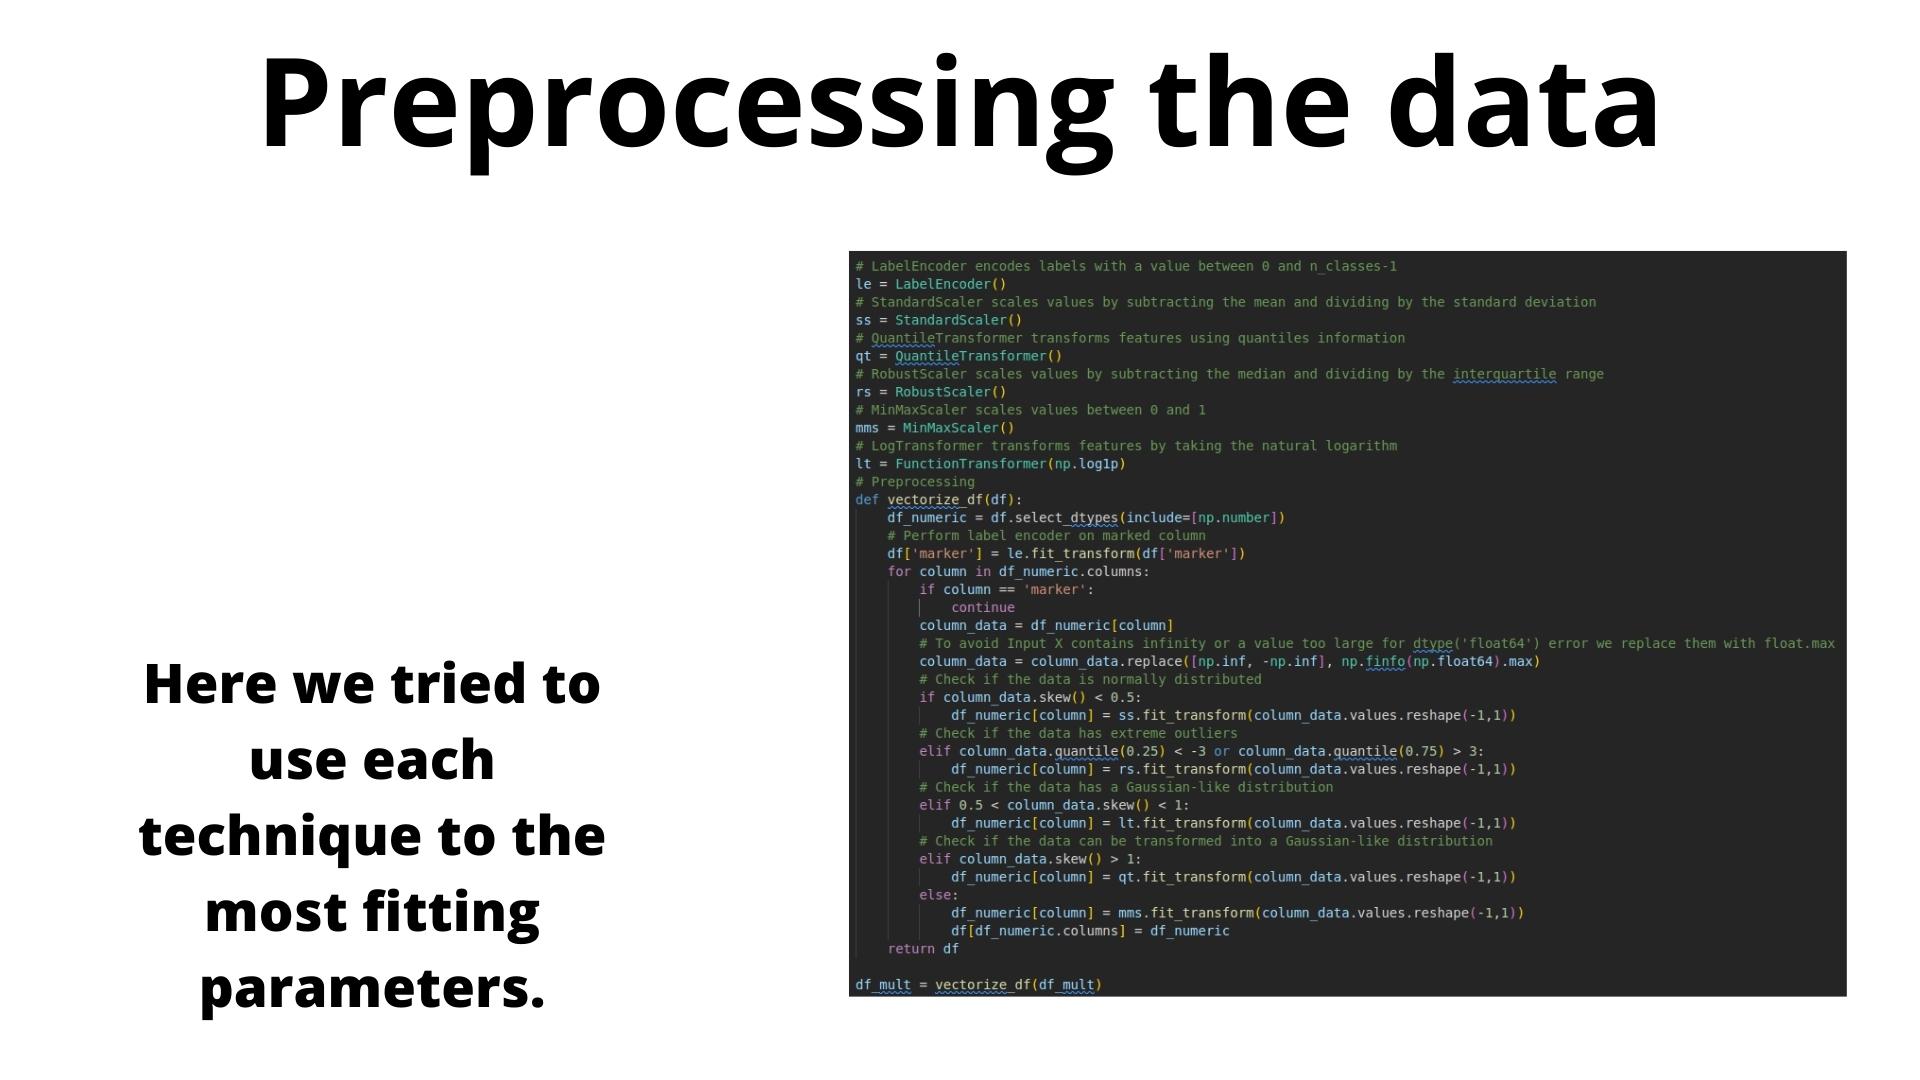 Preprocessing the data
# LabelEncoder encodes labels with a value between 0 and n_classes-1
le = LabelEncoder()
# StandardScaler scales values by subtracting the mean and dividing by the standard deviation
ss = StandardScaler()
# QuantileTransformer transforms features using quantiles information
qt = QuantileTransformer()
# RobustScaler scales values by subtracting the median and dividing by the interquartile range
rs = RobustScaler()
# MinMaxScaler scales values between 0 and 1
mms = MinMaxScaler()
# LogTransformer transforms features by taking the natural logarithm
lt = FunctionTransformer(np.log1p)
# Preprocessing
def vectorize_df(df):
    df_numeric = df.select_dtypes(include=[np.number])
    # Perform label encoder on marked column
    df['marker'] = le.fit_transform(df['marker'])
    for column in df_numeric.columns:
        if column == 'marker':
            continue
        column_data = df_numeric[column]
        # To avoid Input X contains infinity or a value too large for dtype('float64') error we replace them with float.max
        column_data = column_data.replace([np.inf, -np.inf], np.finfo(np.float64).max)
        # Check if the data is normally distributed
        if column_data.skew() < 0.5:
            df_numeric[column] = ss.fit_transform(column_data.values.reshape(-1,1))
        # Check if the data has extreme outliers
        elif column_data.quantile(0.25) < -3 or column_data.quantile(0.75) > 3:
            df_numeric[column] = rs.fit_transform(column_data.values.reshape(-1,1))
        # Check if the data has a Gaussian-like distribution
        elif 0.5 < column_data.skew() < 1:
            df_numeric[column] = lt.fit_transform(column_data.values.reshape(-1,1))
        # Check if the data can be transformed into a Gaussian-like distribution
        elif column_data.skew() > 1:
            df_numeric[column] = qt.fit_transform(column_data.values.reshape(-1,1))
        else:
            df_numeric[column] = mms.fit_transform(column_data.values.reshape(-1,1))
            df[df_numeric.columns] = df_numeric
    return df
df_mult = vectorize_df(df_mult)
Here we tried to
use each
technique to the
most fitting
parameters.